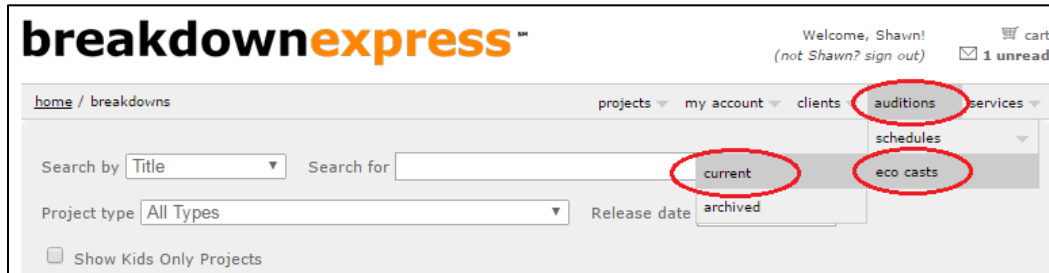 breakdownexpress℠
Welcome, Shawn!
cart
(not Shawn? sign out)
1 unread
home / breakdowns
projects
my account
clients
auditions
services
schedules
Search by Title
Search for
current
eco casts
Project type All Types
Release date
archived
Show Kids Only Projects